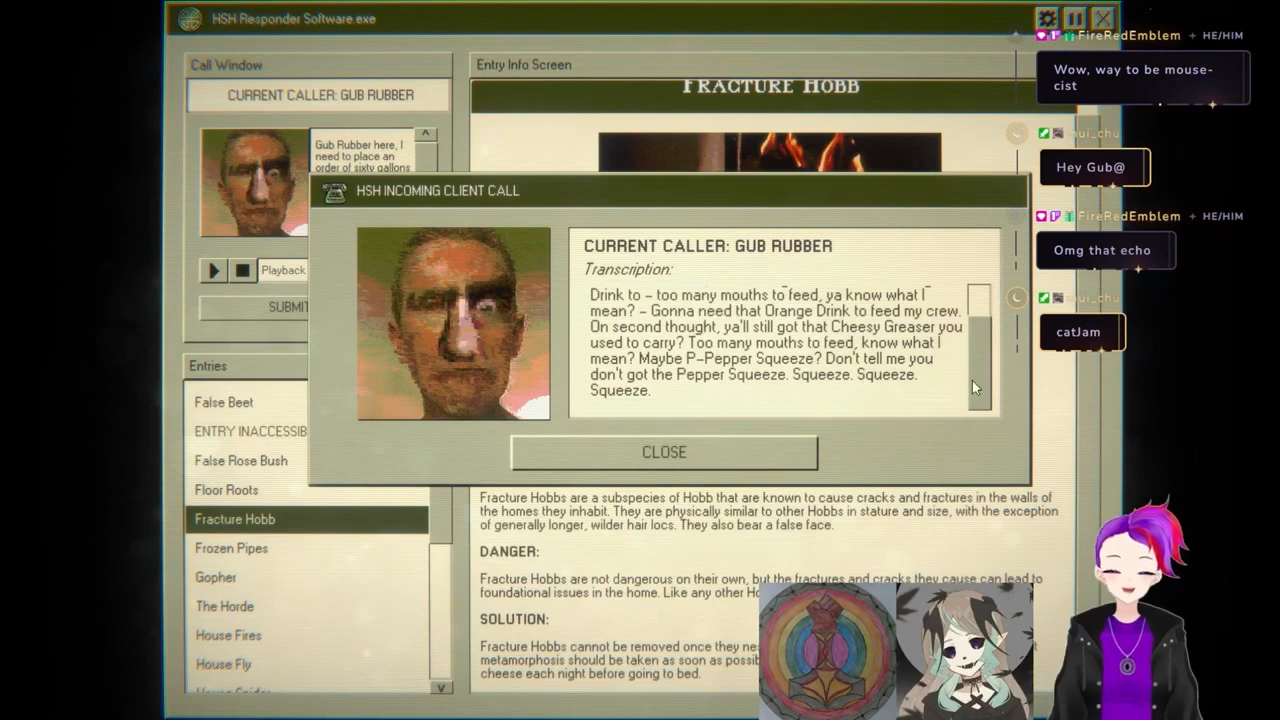 HSH Responder Software.exe
Call Window
CURRENT CALLER: GUB RUBBER
Gub Rubber here, I
need to place an
order of sixty gallons
Playback
SUBMIT
Entries
False Beet
ENTRY INACCESSIB
False Rose Bush
Floor Roots
Fracture Hobb
Frozen Pipes
Gopher
The Horde
House Fires
House Fly
Entry Info Screen
FRACTURE HOBB
HSH INCOMING CLIENT CALL
CURRENT CALLER: GUB RUBBER
Transcription:
Drink to - too many mouths to feed, ya know what I
mean? - Gonna need that Orange Drink to feed my crew.
On second thought, ya'll still got that Cheesy Greaser you
used to carry? Too many mouths to feed, know what I
mean? Maybe P-Pepper Squeeze? Don't tell me you
don't got the Pepper Squeeze. Squeeze. Squeeze.
Squeeze.
CLOSE
Fracture Hobbs are a subspecies of Hobb that are known to cause cracks and fractures in the walls of
the homes they inhabit. They are physically similar to other Hobbs in stature and size, with the exception
of generally longer, wilder hair locs. They also bear a false face.
DANGER:
Fracture Hobbs are not dangerous on their own, but the fractures and cracks they cause can lead to
foundational issues in the home. Like any other
SOLUTION:
Fracture Hobbs cannot be removed once they
metamorphosis should be taken as soon as
cheese each night before going to bed.
FireRedEmblem + HE/HIM
Wow, way to be mouse-
cist
Hey Gub@
FireRedEmblem + HE/HIM
Omg that echo
catJam